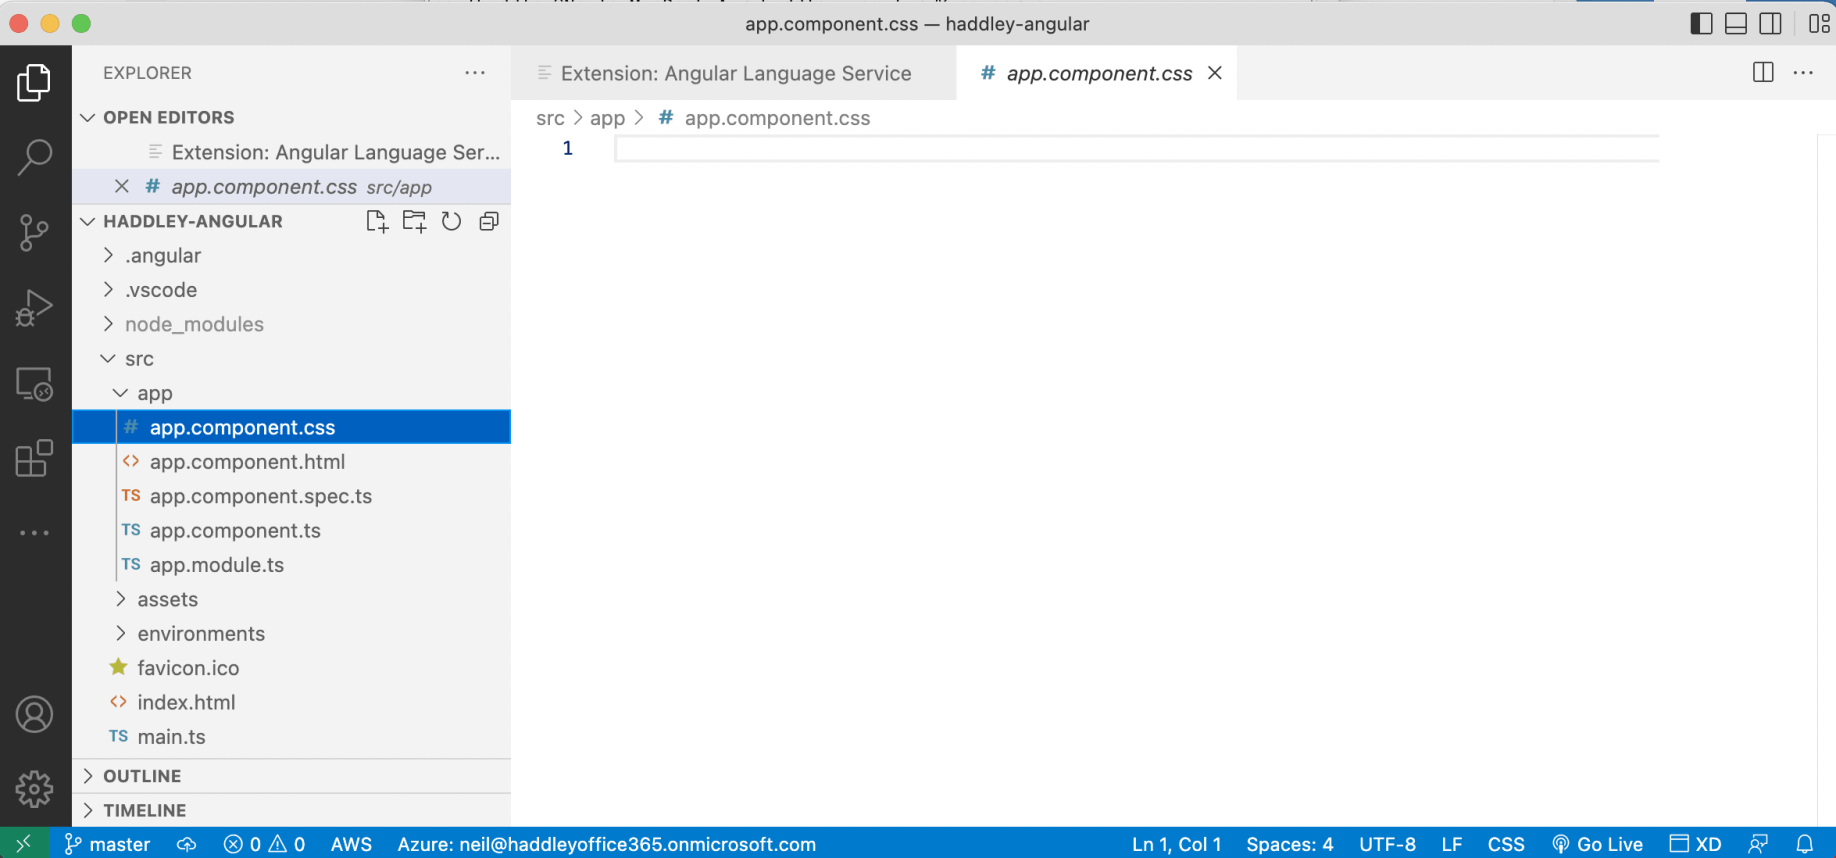 app.component.css — haddley-angular
EXPLORER
Extension: Angular Language Service
# app.component.css
OPEN EDITORS
Extension: Angular Language Ser...
# app.component.css src/app
src > app > # app.component.css
1
HADDLEY-ANGULAR
.angular
.vscode
node_modules
src
app
# app.component.css
<> app.component.html
TS app.component.spec.ts
TS app.component.ts
TS app.module.ts
assets
environments
favicon.ico
<> index.html
TS main.ts
OUTLINE
TIMELINE
master 0 0 AWS Azure: neil@haddleyoffice365.onmicrosoft.com Ln 1, Col 1 Spaces: 4 UTF-8 LF CSS Go Live XD